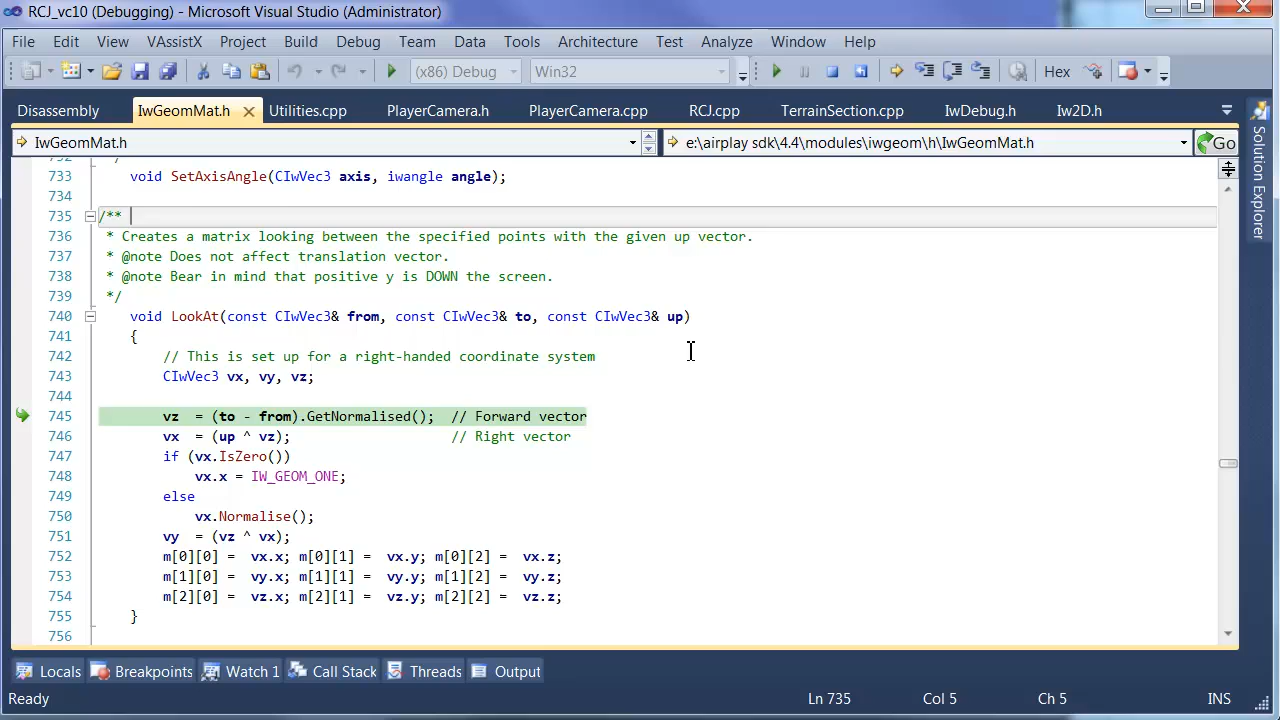 RCJ_vc10 (Debugging) - Microsoft Visual Studio (Administrator)
File Edit View VAssistX Project Build Debug Team Data Tools Architecture Test Analyze Window Help
(x86) Debug Win32 Hex
Disassembly IwGeomMat.h Utilities.cpp PlayerCamera.h PlayerCamera.cpp RCJ.cpp TerrainSection.cpp IwDebug.h Iw2D.h
IwGeomMat.h e:\airplay sdk\4.4\modules\iwgeom\h\IwGeomMat.h Go
Solution Explorer
732 */
733 void SetAxisAngle(CIwVec3 axis, iwangle angle);
734
735 /**
736 * Creates a matrix looking between the specified points with the given up vector.
737 * @note Does not affect translation vector.
738 * @note Bear in mind that positive y is DOWN the screen.
739 */
740 void LookAt(const CIwVec3& from, const CIwVec3& to, const CIwVec3& up)
741 {
742 // This is set up for a right-handed coordinate system
743 CIwVec3 vx, vy, vz;
744
745 vz = (to - from).GetNormalised(); // Forward vector
746 vx = (up ^ vz); // Right vector
747 if (vx.IsZero())
748 vx.x = IW_GEOM_ONE;
749 else
750 vx.Normalise();
751 vy = (vz ^ vx);
752 m[0][0] = vx.x; m[0][1] = vx.y; m[0][2] = vx.z;
753 m[1][0] = vy.x; m[1][1] = vy.y; m[1][2] = vy.z;
754 m[2][0] = vz.x; m[2][1] = vz.y; m[2][2] = vz.z;
755 }
756
Locals Breakpoints Watch 1 Call Stack Threads Output
Ready Ln 735 Col 5 Ch 5 INS